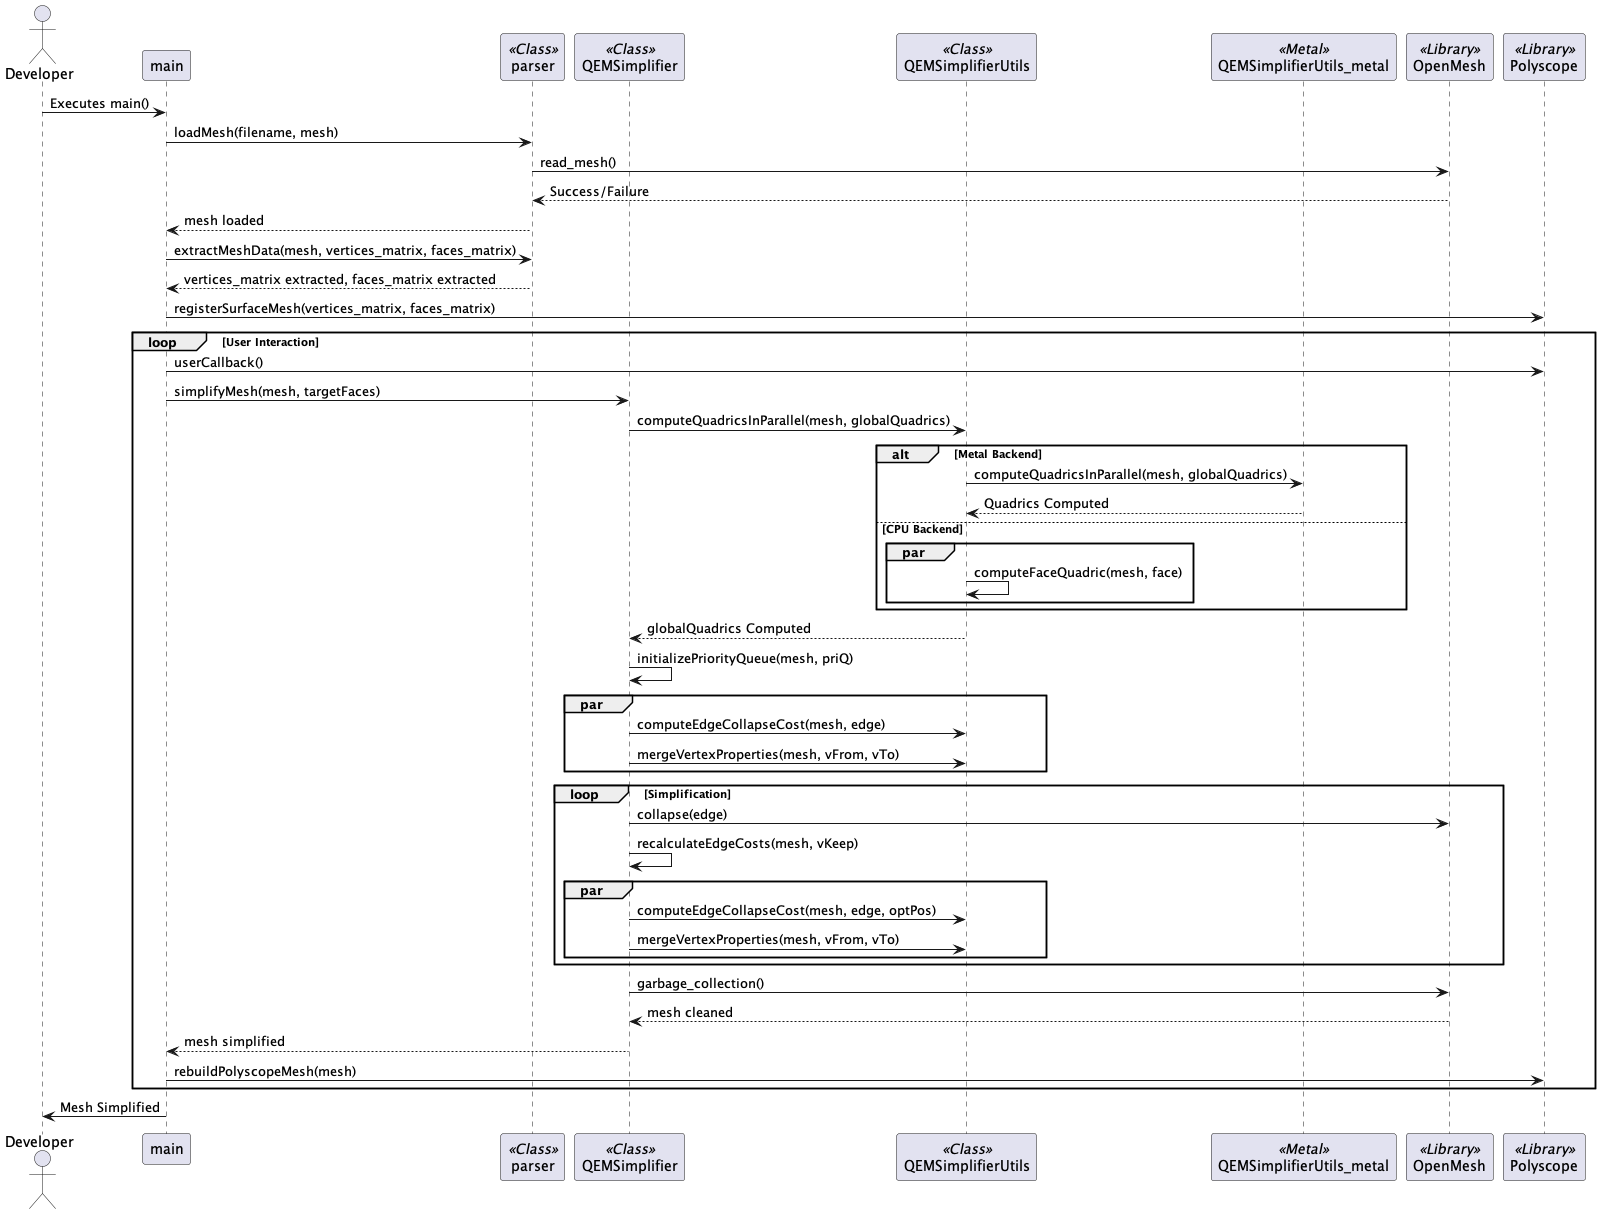 Developer
main
«Class»
parser
«Class»
QEMSimplifier
«Class»
QEMSimplifierUtils
«Metal»
QEMSimplifierUtils_metal
«Library»
OpenMesh
«Library»
Polyscope
Executes main()
loadMesh(filename, mesh)
read_mesh()
Success/Failure
mesh loaded
extractMeshData(mesh, vertices_matrix, faces_matrix)
vertices_matrix extracted, faces_matrix extracted
registerSurfaceMesh(vertices_matrix, faces_matrix)
loop [User Interaction]
userCallback()
simplifyMesh(mesh, targetFaces)
computeQuadricsInParallel(mesh, globalQuadrics)
alt [Metal Backend]
computeQuadricsInParallel(mesh, globalQuadrics)
Quadrics Computed
[CPU Backend]
par
computeFaceQuadric(mesh, face)
globalQuadrics Computed
initializePriorityQueue(mesh, priQ)
par
computeEdgeCollapseCost(mesh, edge)
mergeVertexProperties(mesh, vFrom, vTo)
loop [Simplification]
collapse(edge)
recalculateEdgeCosts(mesh, vKeep)
par
computeEdgeCollapseCost(mesh, edge, optPos)
mergeVertexProperties(mesh, vFrom, vTo)
garbage_collection()
mesh cleaned
mesh simplified
rebuildPolyscopeMesh(mesh)
Mesh Simplified
Developer
main
«Class»
parser
«Class»
QEMSimplifier
«Class»
QEMSimplifierUtils
«Metal»
QEMSimplifierUtils_metal
«Library»
OpenMesh
«Library»
Polyscope